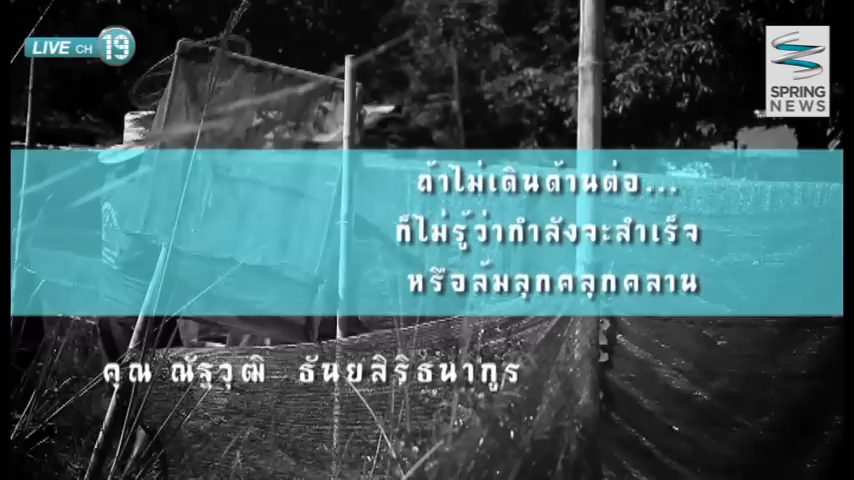 LIVE CH 19
SPRING
NEWS
ถ้าไม่เดินด้านต่อ...
ก็ไม่รู้ว่ากำลังจะสำเร็จ
หรือล้มลุกคลุกคลาน
คุณ ณัฐวุฒิ ธันยสิริธนากูร